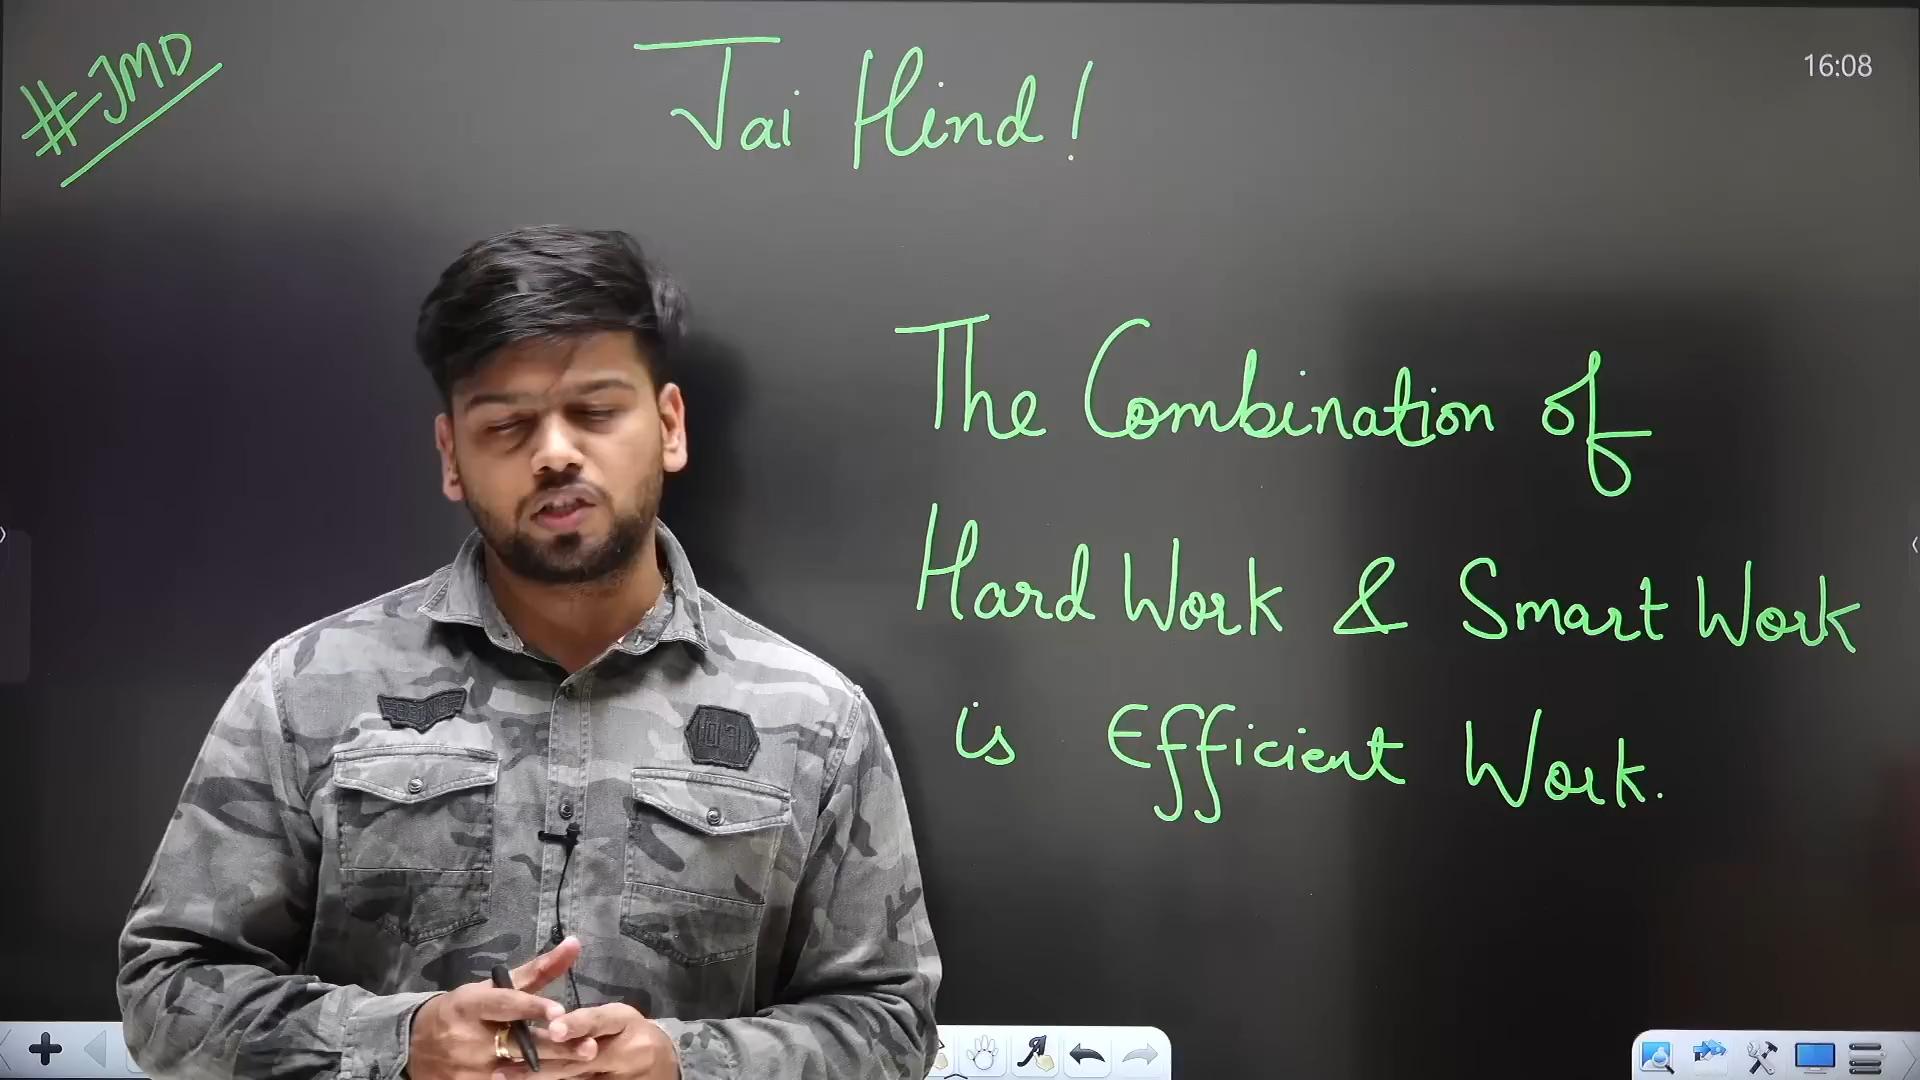 #JMD
Jai Hind!
16:08
The Combination of
Hard Work & Smart Work
is Efficient Work.